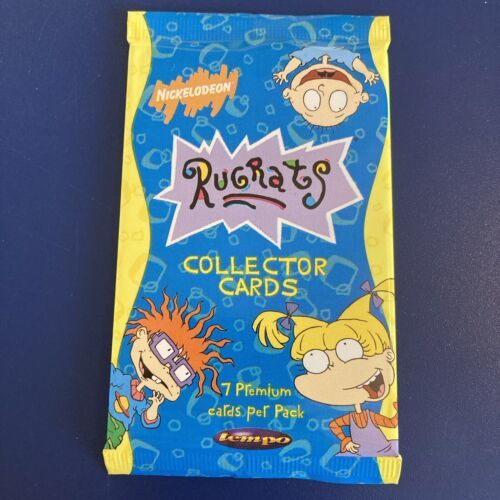 NICKELODEON
RUGRatS
COLLECTOR
CARDS
7 Premium
cards per Pack
tempo